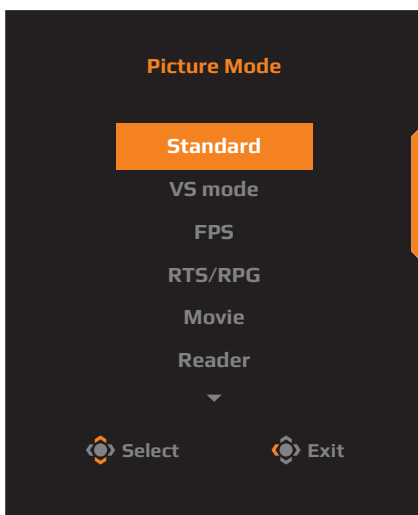 Picture Mode
Standard
VS mode
FPS
RTS/RPG
Movie
Reader
Select Exit